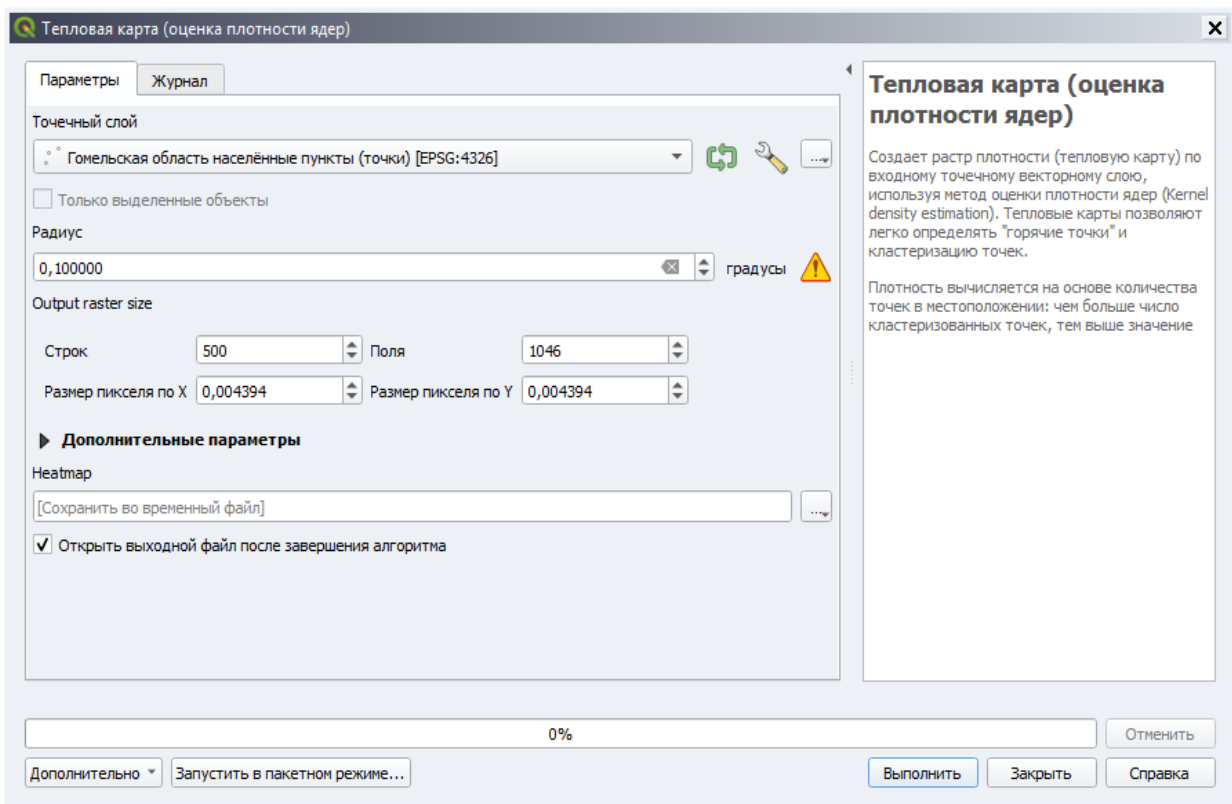 Тепловая карта (оценка плотности ядер)
Параметры
Журнал
Точечный слой
Гомельская область населённые пункты (точки) [EPSG:4326]
...
Только выделенные объекты
Радиус
0,100000
градусы
Output raster size
Строк
500
Поля
1046
Размер пикселя по X
0,004394
Размер пикселя по Y
0,004394
Дополнительные параметры
Heatmap
[Сохранить во временный файл]
...
Открыть выходной файл после завершения алгоритма
Тепловая карта (оценка
плотности ядер)
Создает растр плотности (тепловую карту) по
входному точечному векторному слою,
используя метод оценки плотности ядер (Kernel
density estimation). Тепловые карты позволяют
легко определять "горячие точки" и
кластеризацию точек.
Плотность вычисляется на основе количества
точек в местоположении: чем больше число
кластеризованных точек, тем выше значение
0%
Отменить
Дополнительно
Запустить в пакетном режиме...
Выполнить
Закрыть
Справка